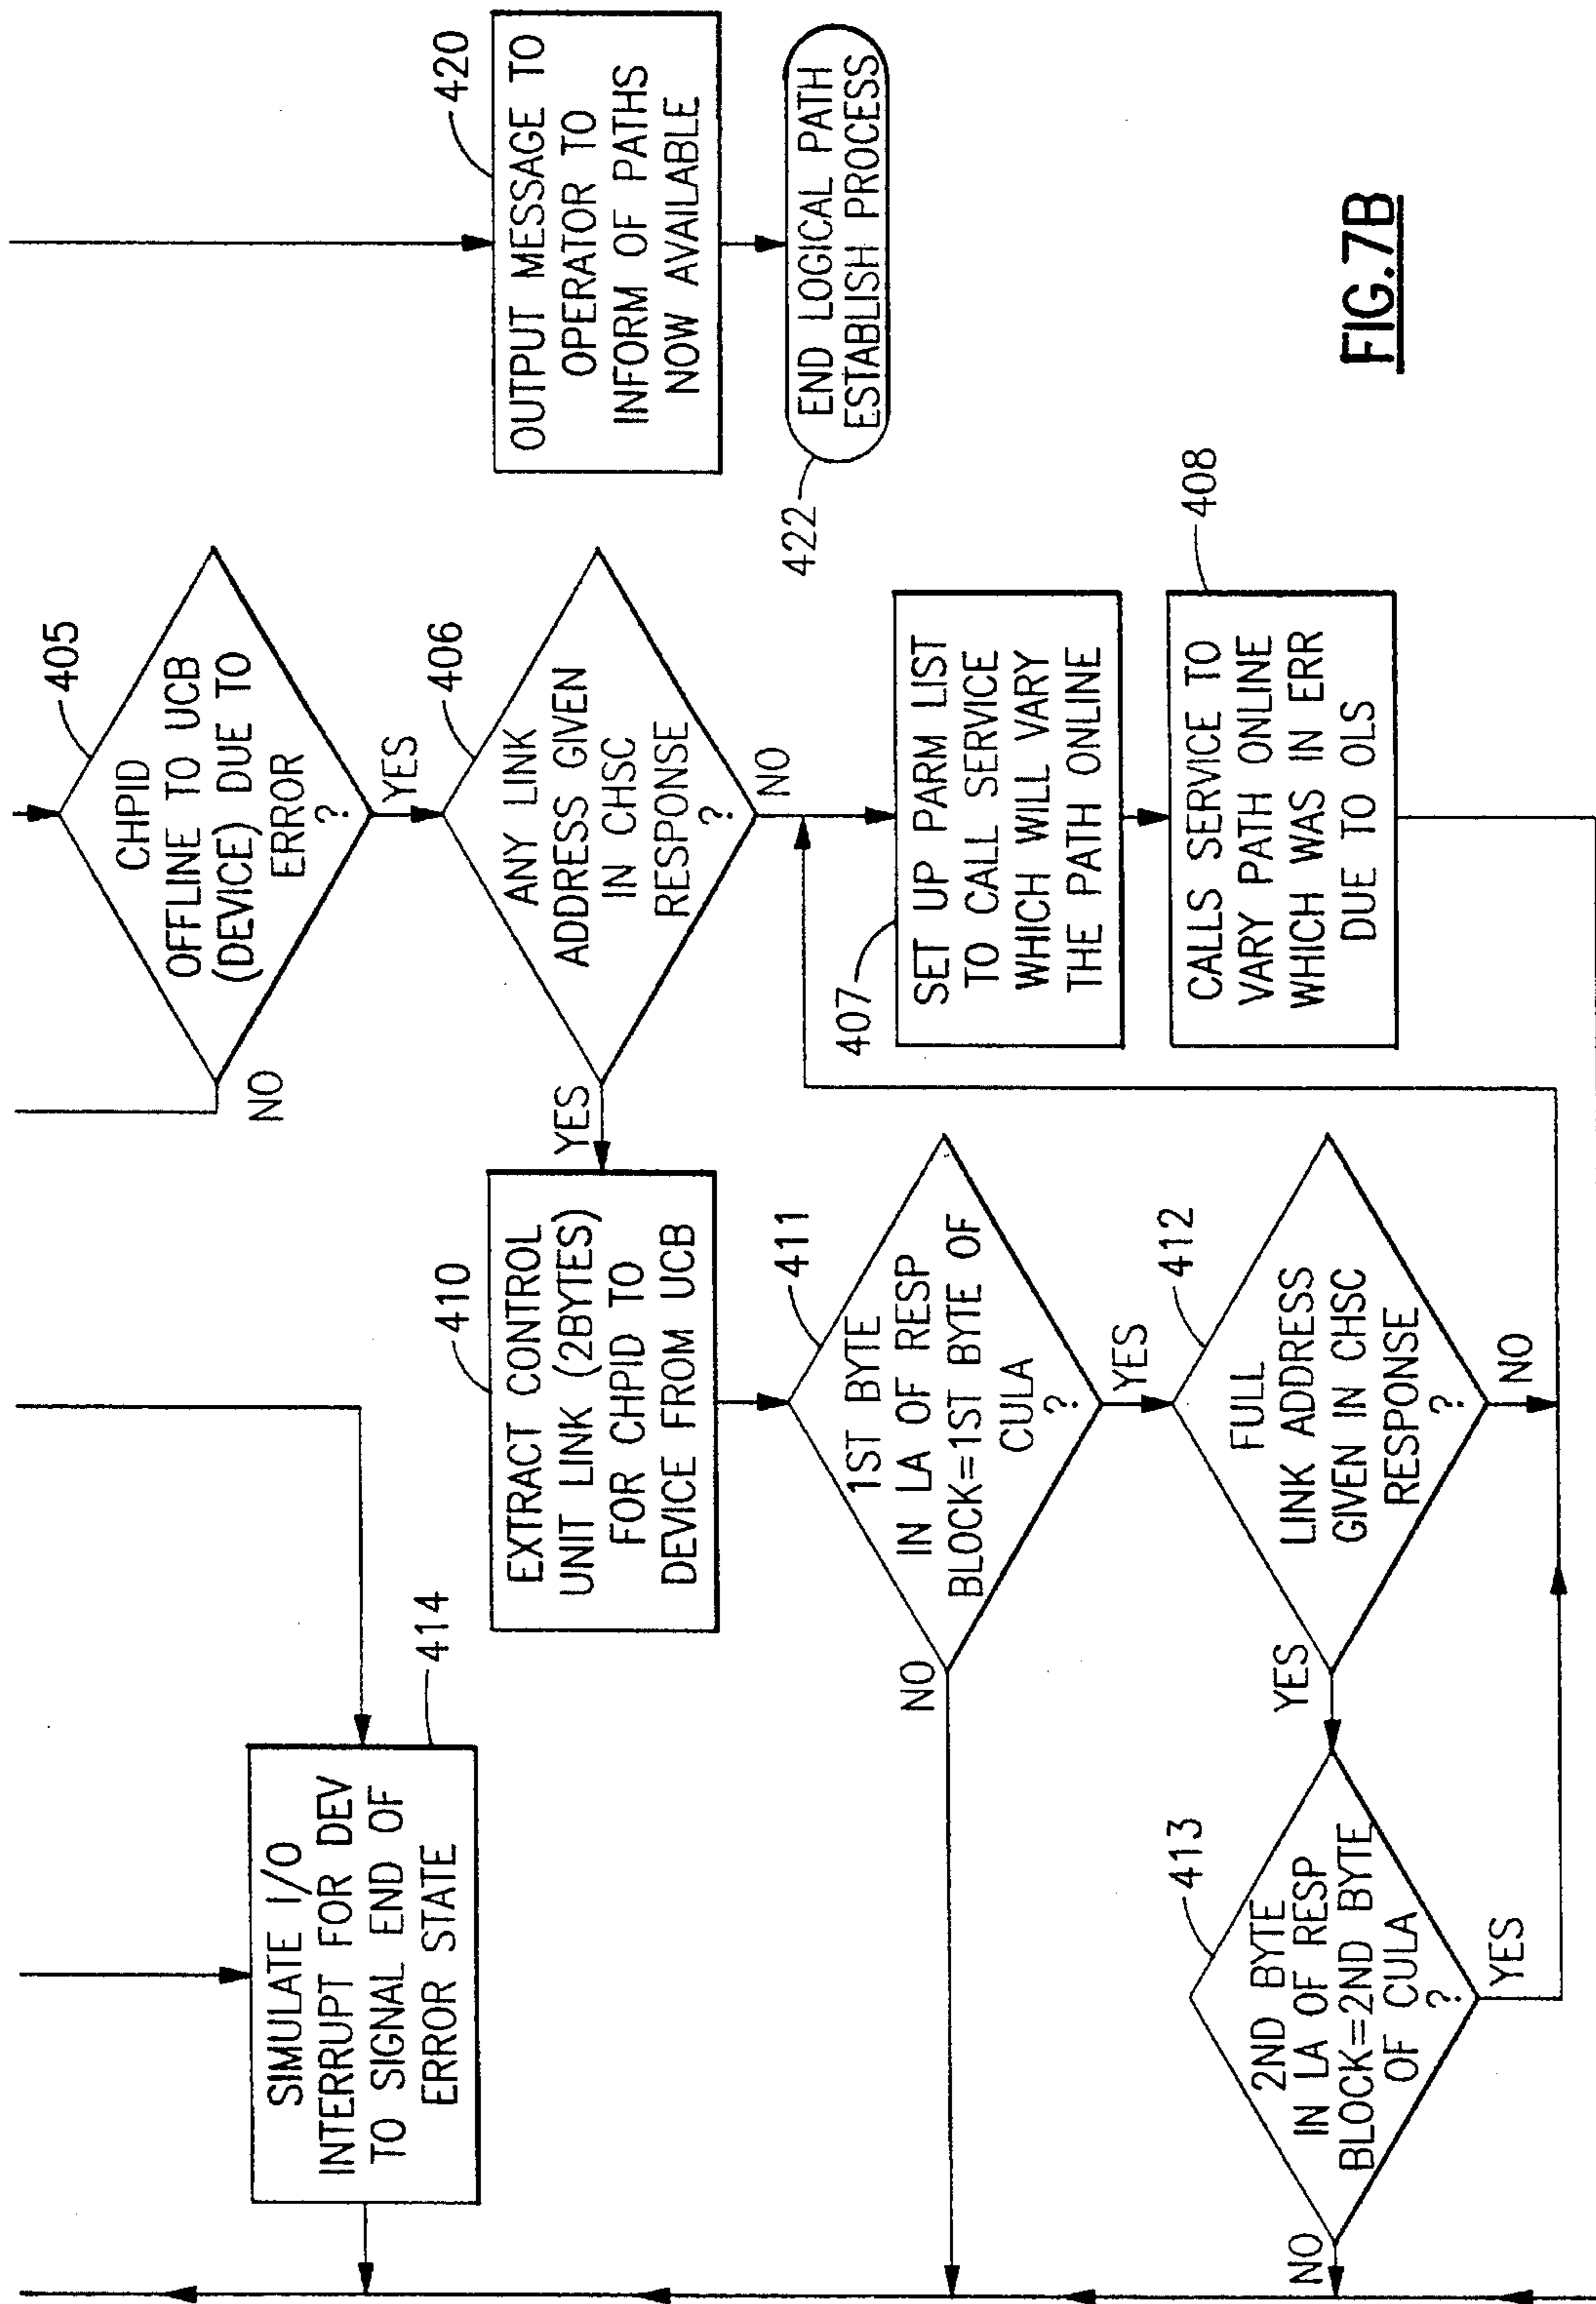 405
CHPID
OFFLINE TO UCB
(DEVICE) DUE TO
ERROR
?
NO
YES
406
ANY LINK
ADDRESS GIVEN
IN CHSC
RESPONSE
?
YES
NO
407
SET UP PARM LIST
TO CALL SERVICE
WHICH WILL VARY
THE PATH ONLINE
408
CALLS SERVICE TO
VARY PATH ONLINE
WHICH WAS IN ERR
DUE TO OLS
410
EXTRACT CONTROL
UNIT LINK (2BYTES)
FOR CHPID TO
DEVICE FROM UCB
411
1ST BYTE
IN LA OF RESP
BLOCK=1ST BYTE OF
CULA
?
NO
YES
412
FULL
LINK ADDRESS
GIVEN IN CHSC
RESPONSE
?
YES
NO
413
2ND BYTE
IN LA OF RESP
BLOCK=2ND BYTE
OF CULA
?
NO
YES
414
SIMULATE I/O
INTERRUPT FOR DEV
TO SIGNAL END OF
ERROR STATE
420
OUTPUT MESSAGE TO
OPERATOR TO
INFORM OF PATHS
NOW AVAILABLE
422
END LOGICAL PATH
ESTABLISH PROCESS
FIG.7B